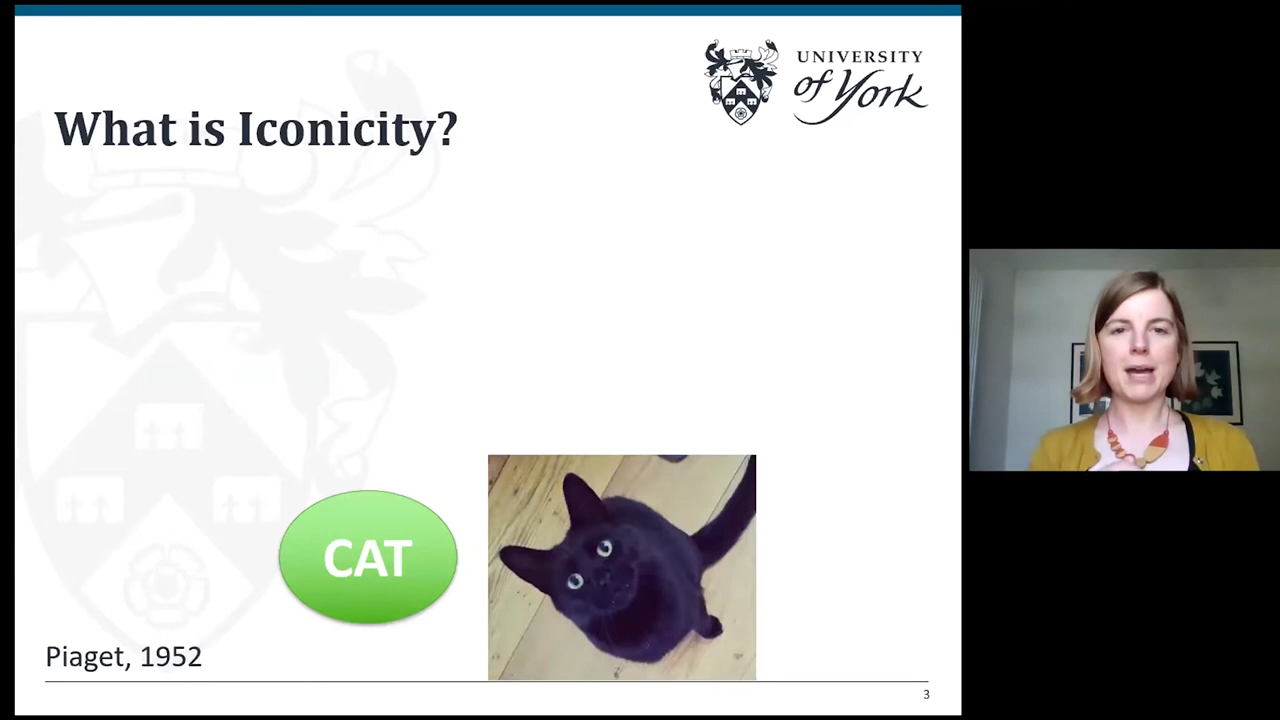 UNIVERSITY
of York
What is Iconicity?
CAT
Piaget, 1952
3